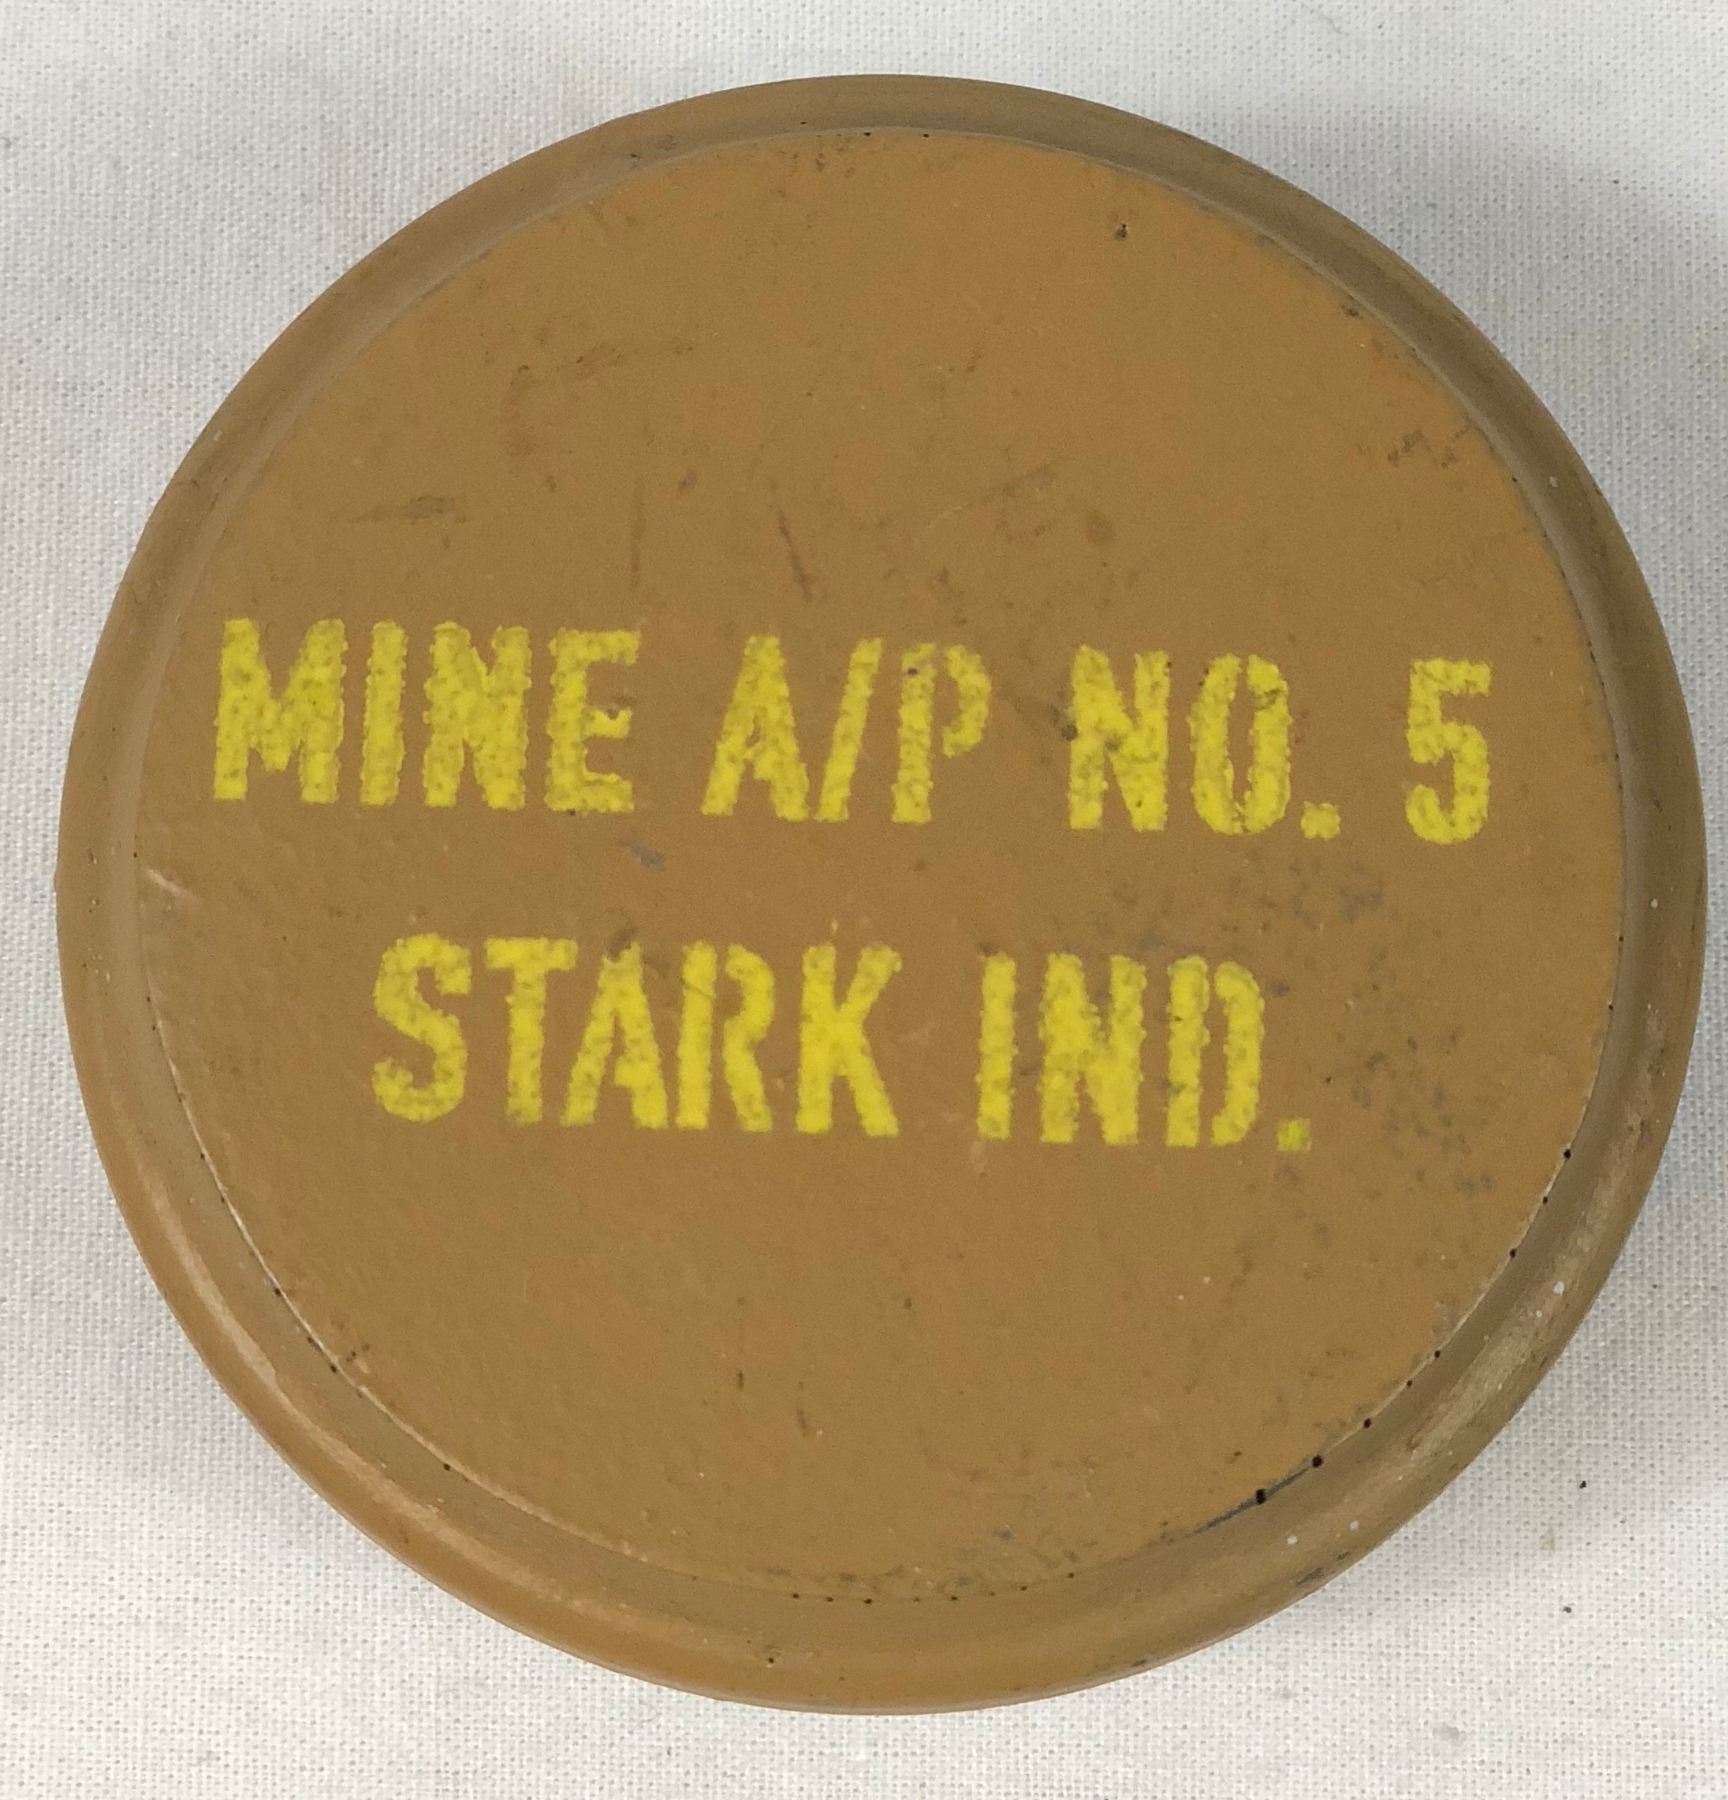 MINE A/P NO. 5
STARK IND.